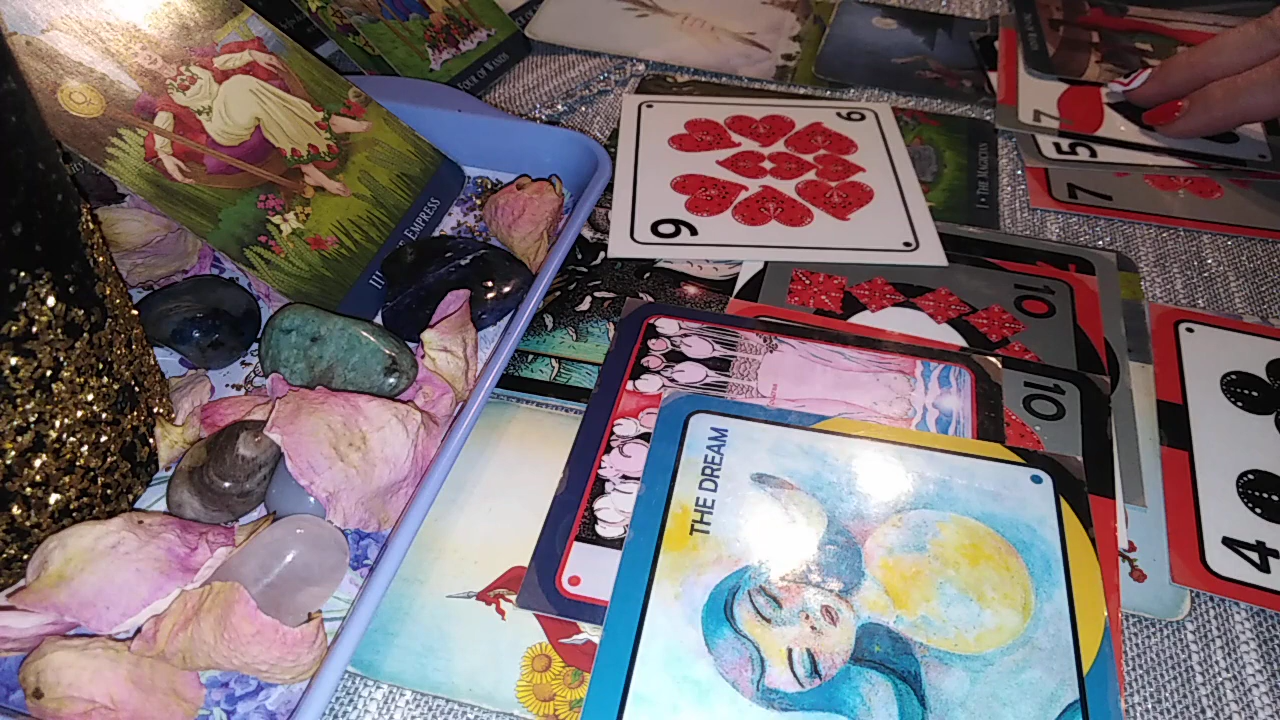 FOUR OF WANDS
III THE EMPRESS
9
9
I • THE MAGICIAN
7
5
7
10
10
4
THE DREAM